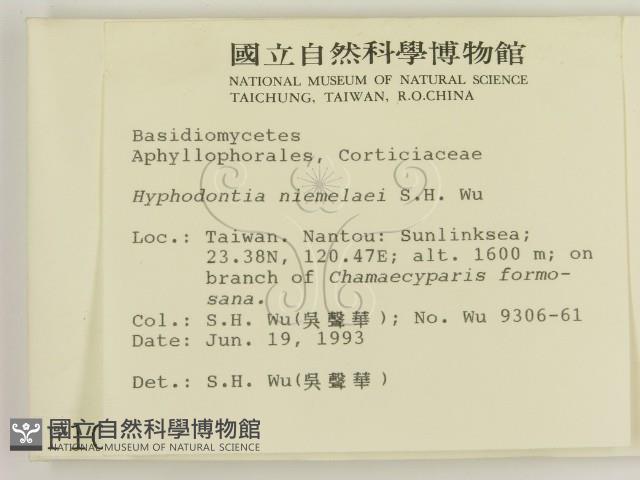 國立自然科學博物館
NATIONAL MUSEUM OF NATURAL SCIENCE
TAICHUNG, TAIWAN, R.O.CHINA
Basidiomycetes
Aphyllophorales, Corticiaceae
Hyphodontia niemelaei S.H. Wu
Loc.: Taiwan. Nantou: Sunlinksea;
23.38N, 120.47E; alt. 1600 m; on
branch of Chamaecyparis formo-
sana.
Col.: S.H. Wu(吳聲華); No. Wu 9306-61
Date: Jun. 19, 1993
Det.: S.H. Wu(吳聲華)
國立自然科學博物館
NATIONAL MUSEUM OF NATURAL SCIENCE